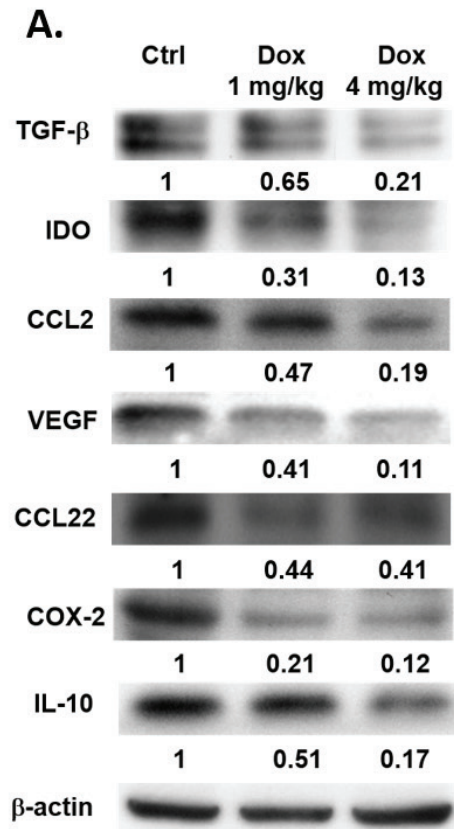 A.
Ctrl Dox Dox
1 mg/kg 4 mg/kg
TGF-β
1 0.65 0.21
IDO
1 0.31 0.13
CCL2
1 0.47 0.19
VEGF
1 0.41 0.11
CCL22
1 0.44 0.41
COX-2
1 0.21 0.12
IL-10
1 0.51 0.17
β-actin